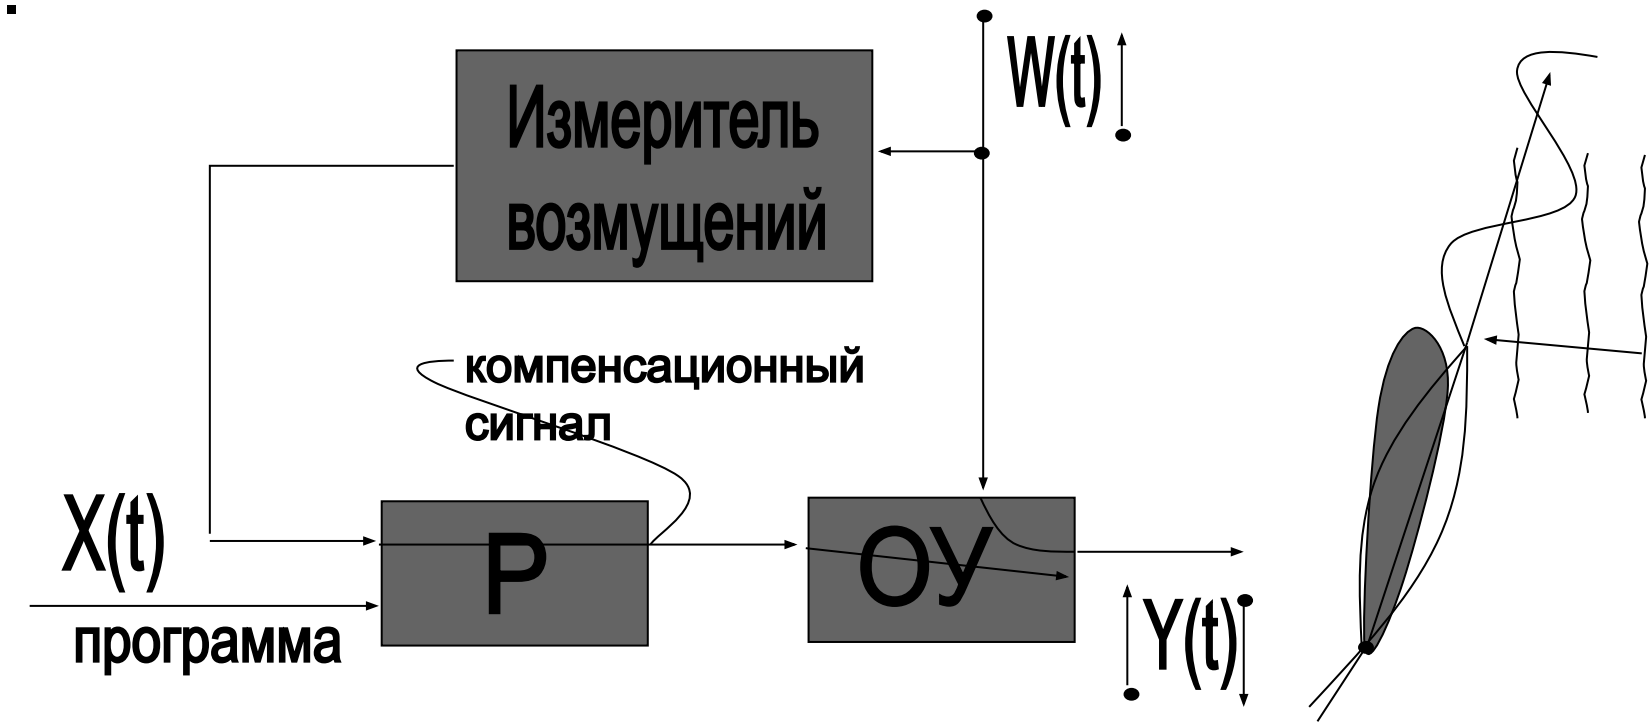 Измеритель
возмущений
W(t)
компенсационный
сигнал
X(t)
программа
Р
ОУ
Y(t)